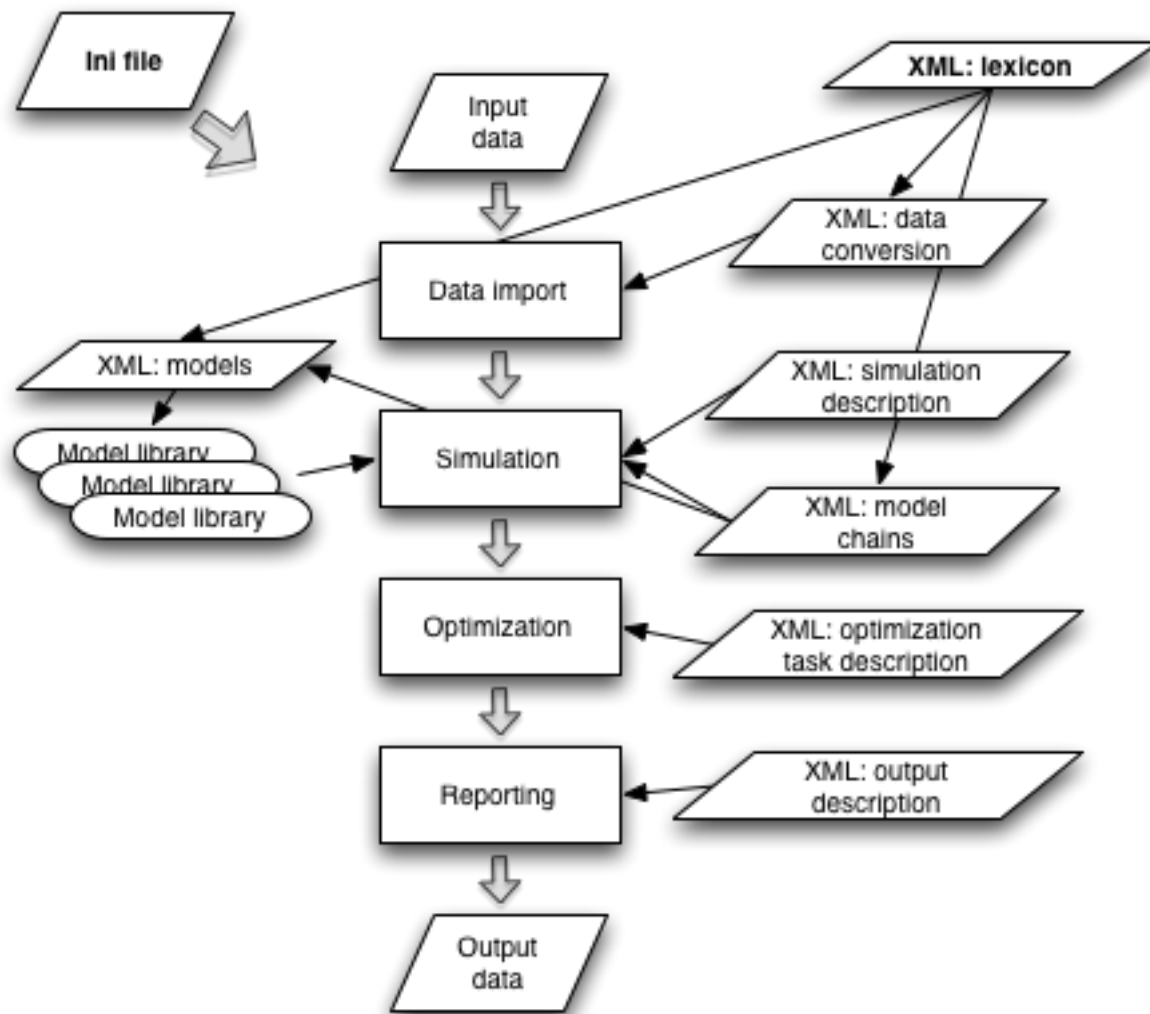 Ini file
XML: lexicon
Input
data
XML: data
conversion
Data import
XML: models
XML: simulation
description
Model library
Model library
Model library
Simulation
XML: model
chains
Optimization
XML: optimization
task description
Reporting
XML: output
description
Output
data